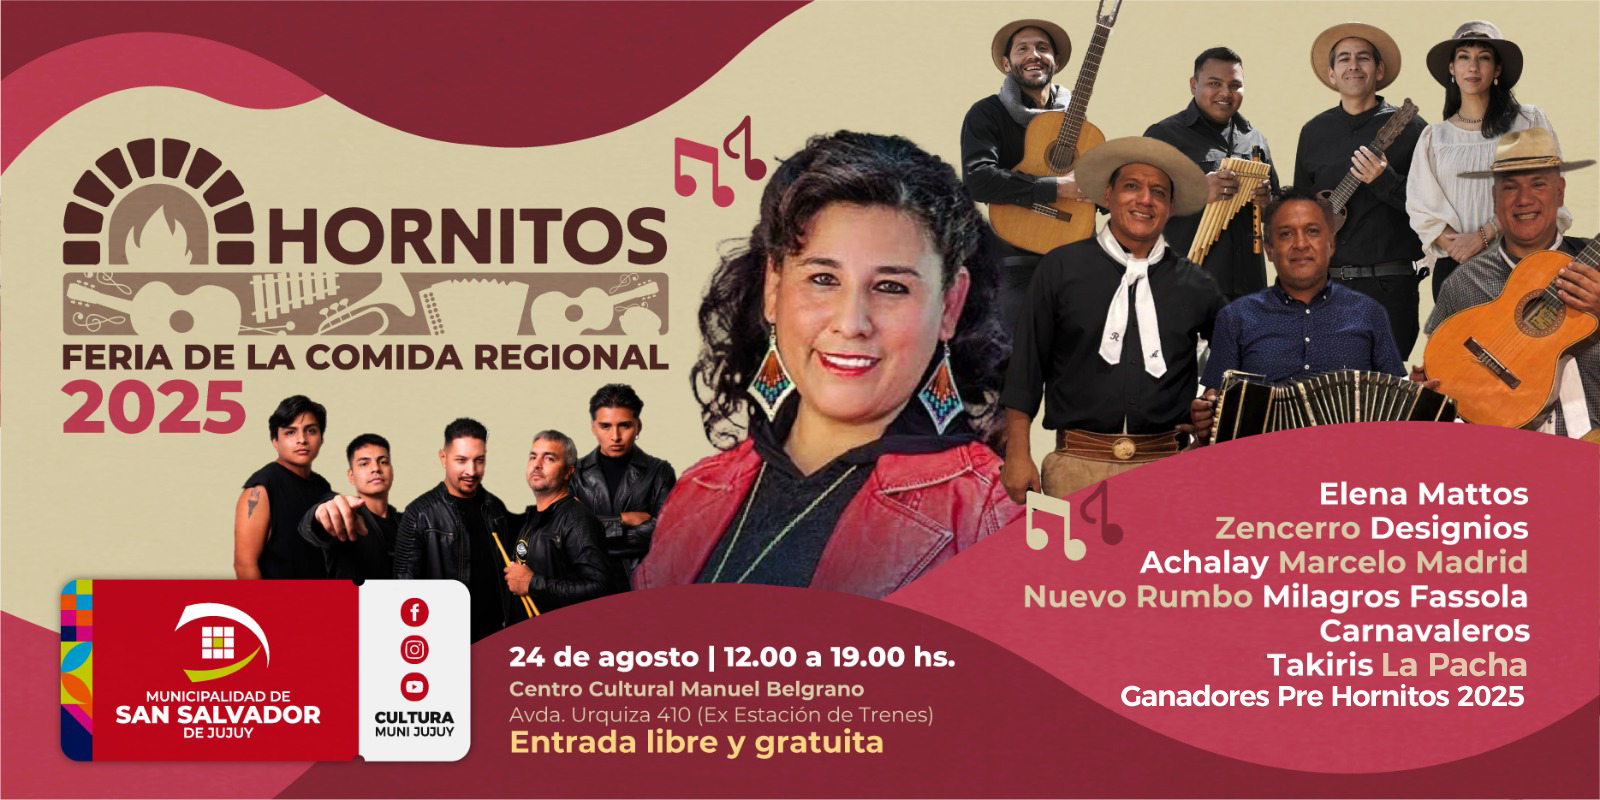 HORNITOS
FERIA DE LA COMIDA REGIONAL
2025
R A
Elena Mattos
Zencerro Designios
Achalay Marcelo Madrid
Nuevo Rumbo Milagros Fassola
Carnavaleros
Takiris La Pacha
Ganadores Pre Hornitos 2025
24 de agosto | 12.00 a 19.00 hs.
Centro Cultural Manuel Belgrano
Avda. Urquiza 410 (Ex Estación de Trenes)
Entrada libre y gratuita
MUNICIPALIDAD DE
SAN SALVADOR
DE JUJUY
CULTURA
MUNI JUJUY